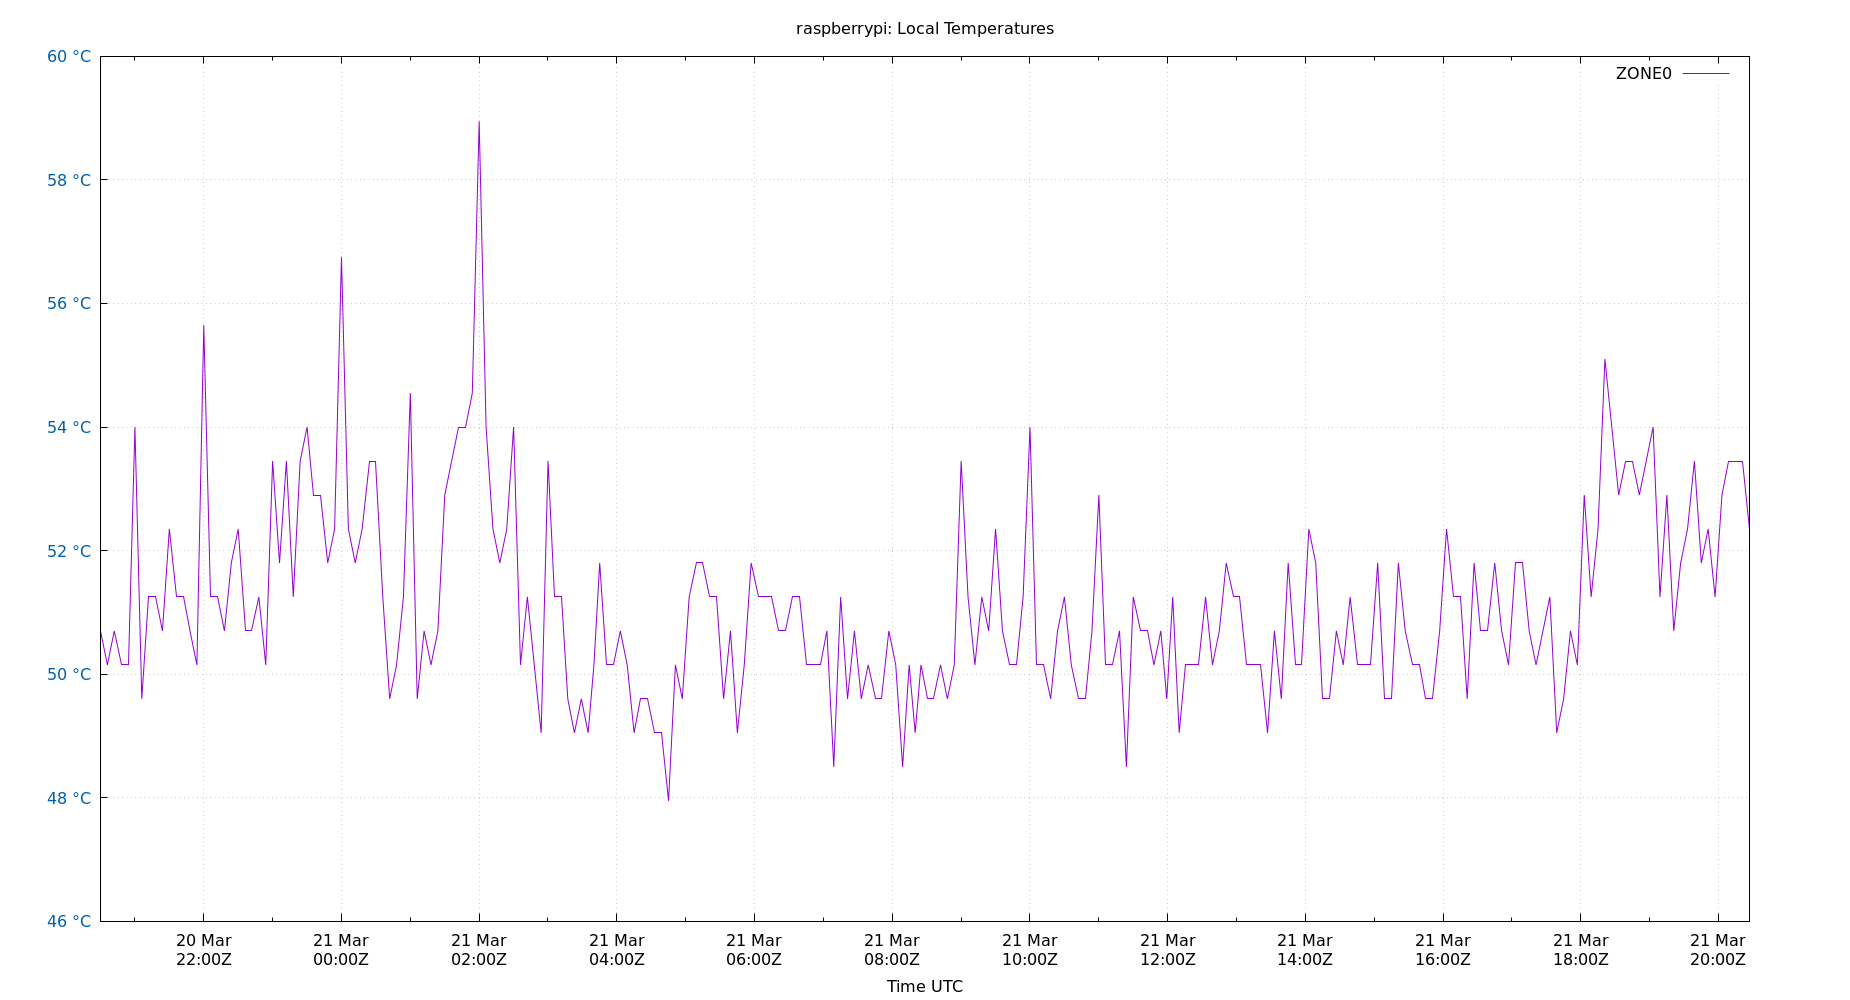 raspberrypi: Local Temperatures
ZONE0
60 °C
58 °C
56 °C
54 °C
52 °C
50 °C
48 °C
46 °C
20 Mar
22:00Z
21 Mar
00:00Z
21 Mar
02:00Z
21 Mar
04:00Z
21 Mar
06:00Z
21 Mar
08:00Z
21 Mar
10:00Z
21 Mar
12:00Z
21 Mar
14:00Z
21 Mar
16:00Z
21 Mar
18:00Z
21 Mar
20:00Z
Time UTC